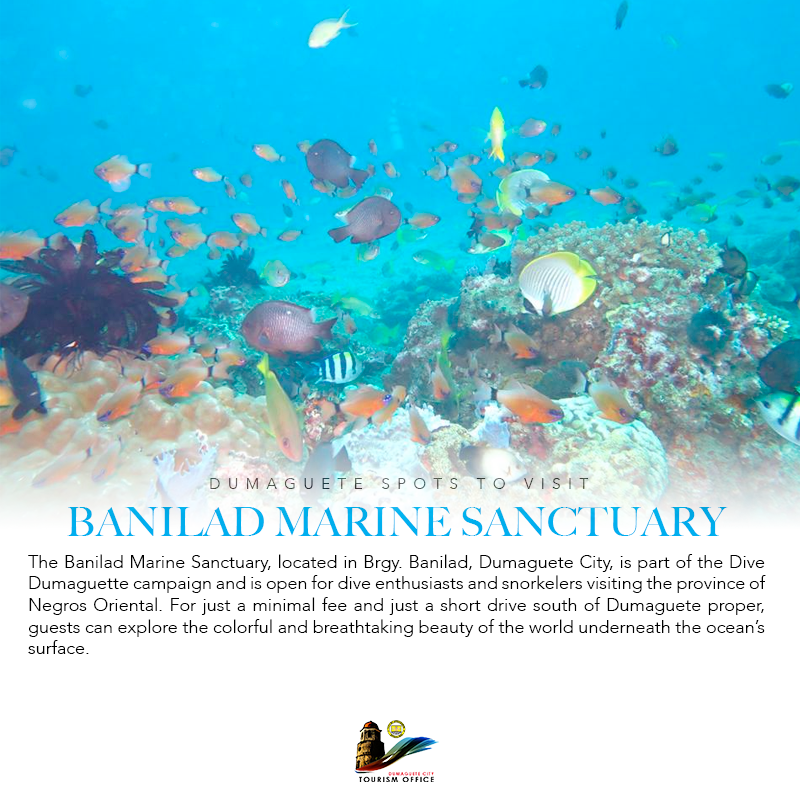 DUMAGUETE SPOTS TO VISIT
BANILAD MARINE SANCTUARY
The Banilad Marine Sanctuary, located in Brgy. Banilad, Dumaguete City, is part of the Dive
Dumaguette campaign and is open for dive enthusiasts and snorkelers visiting the province of
Negros Oriental. For just a minimal fee and just a short drive south of Dumaguete proper,
guests can explore the colorful and breathtaking beauty of the world underneath the ocean's
surface.
DUMAGUETE CITY
TOURISM OFFICE